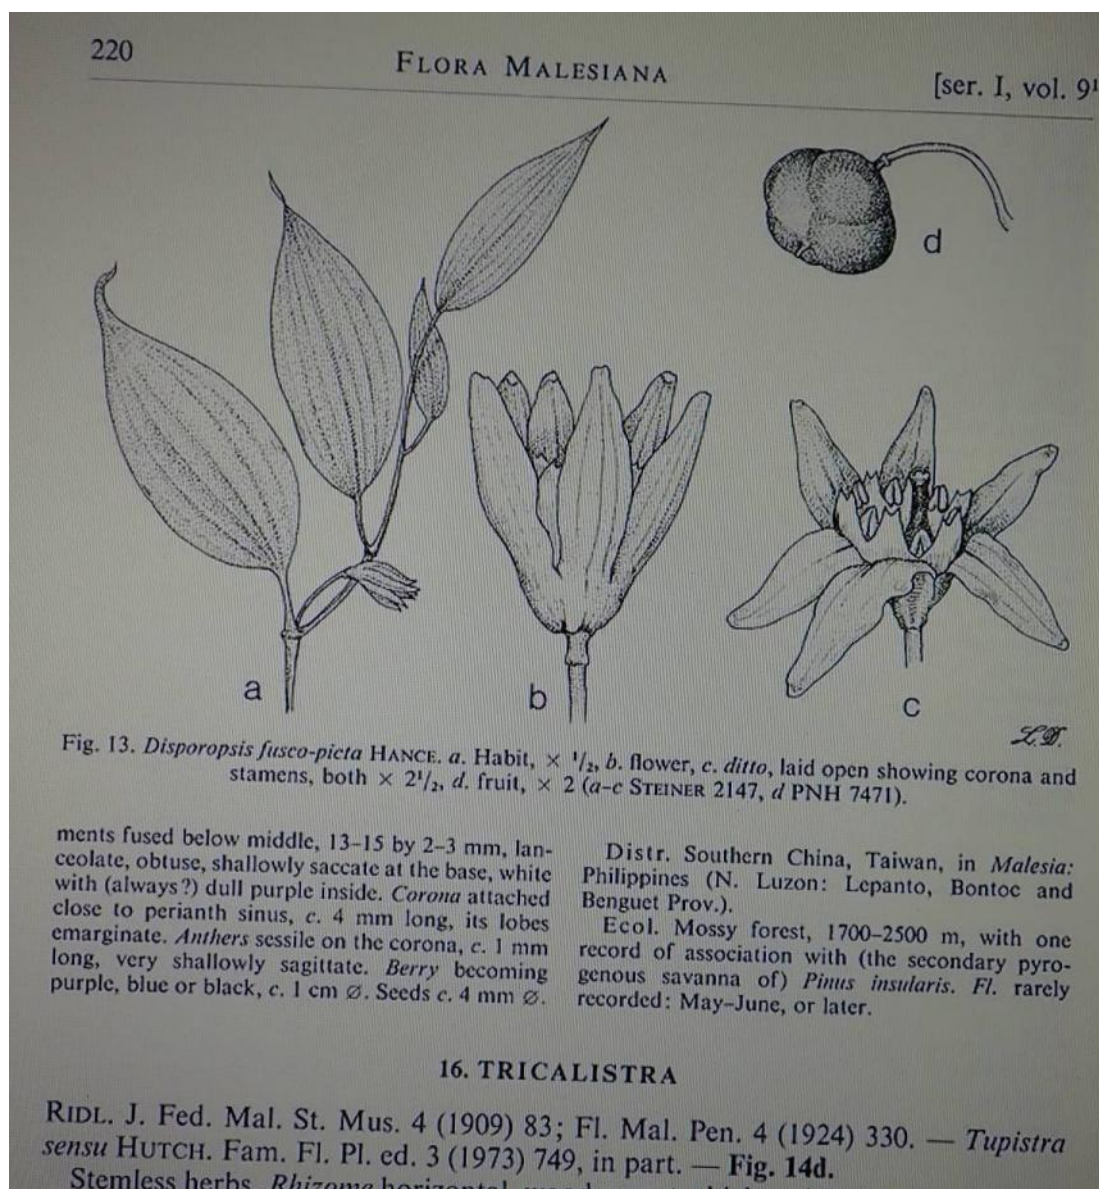 220
FLORA MALESIANA
[ser. I, vol. 9¹
d
a
b
c
L.D.
Fig. 13. Disporopsis fusco-picta HANCE. a. Habit, × 1/2, b. flower, c. ditto, laid open showing corona and
stamens, both × 2 1/2, d. fruit, × 2 (a–c STEINER 2147, d PNH 7471).
ments fused below middle, 13–15 by 2–3 mm, lan-
ceolate, obtuse, shallowly saccate at the base, white
with (always?) dull purple inside. Corona attached
close to perianth sinus, c. 4 mm long, its lobes
emarginate. Anthers sessile on the corona, c. 1 mm
long, very shallowly sagittate. Berry becoming
purple, blue or black, c. 1 cm ∅. Seeds c. 4 mm ∅.
Distr. Southern China, Taiwan, in Malesia:
Philippines (N. Luzon: Lepanto, Bontoc and
Benguet Prov.).
Ecol. Mossy forest, 1700–2500 m, with one
record of association with (the secondary pyro-
genous savanna of) Pinus insularis. Fl. rarely
recorded: May–June, or later.
16. TRICALISTRA
RIDL. J. Fed. Mal. St. Mus. 4 (1909) 83; Fl. Mal. Pen. 4 (1924) 330. — Tupistra
sensu HUTCH. Fam. Fl. Pl. ed. 3 (1973) 749, in part. — Fig. 14d.
Stemless herbs. Rhizome horizontal,